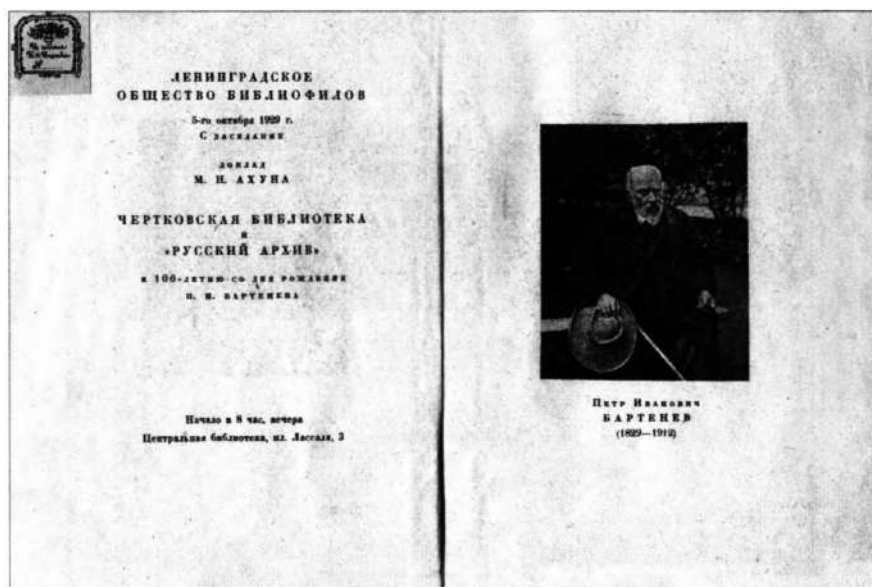 ЛЕНИНГРАДСКОЕ
ОБЩЕСТВО БИБЛИОФИЛОВ
5-го октября 1929 г.
С ЗАСЕДАНИЕ
ДОКЛАД
М. Н. АХУНА
ЧЕРТКОВСКАЯ БИБЛИОТЕКА
И
«РУССКИЙ АРХИВ»
К 100-ЛЕТИЮ СО ДНЯ РОЖДЕНИЯ
П. И. БАРТЕНЕВА
Начало в 8 час. вечера
Центральная библиотека, пл. Лассаля, 3
Петр Иванович
БАРТЕНЕВ
(1829—1912)